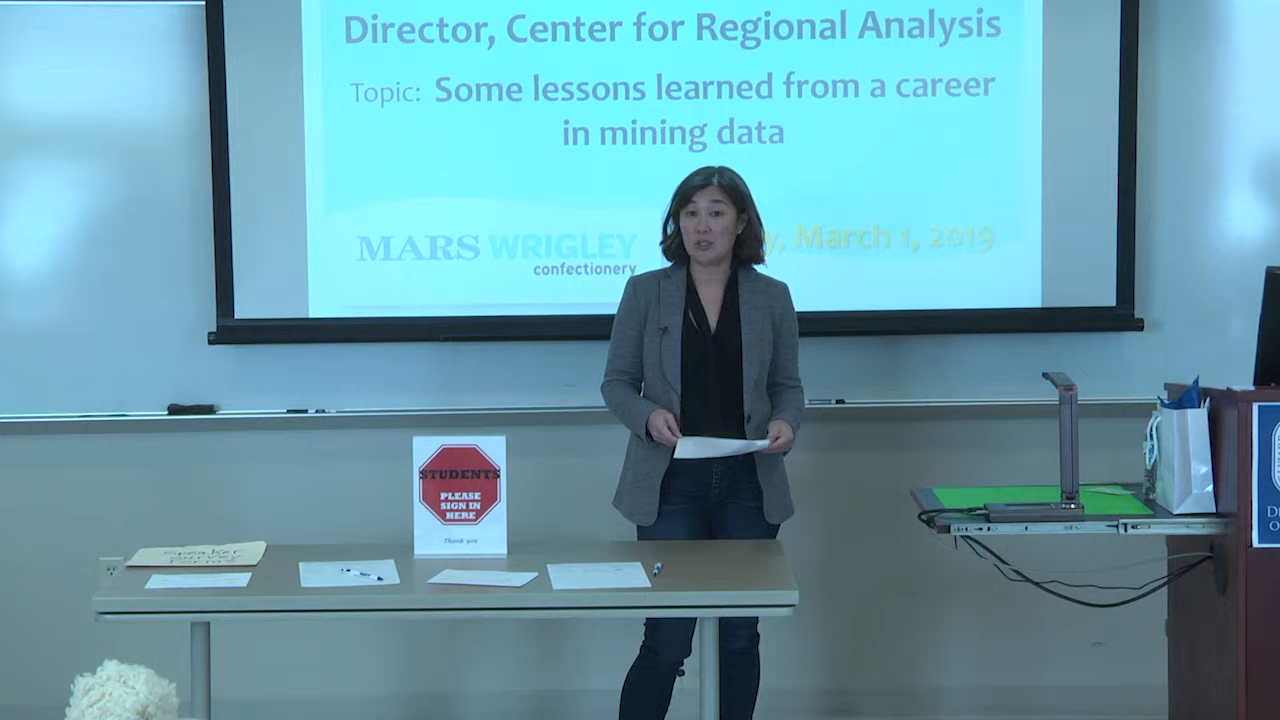 Director, Center for Regional Analysis
Topic: Some lessons learned from a career
in mining data
MARS WRIGLEY
confectionery
y, March 1, 2019
STUDENTS
PLEASE
SIGN IN
HERE
Thank you
Speaker
Survey
Forms